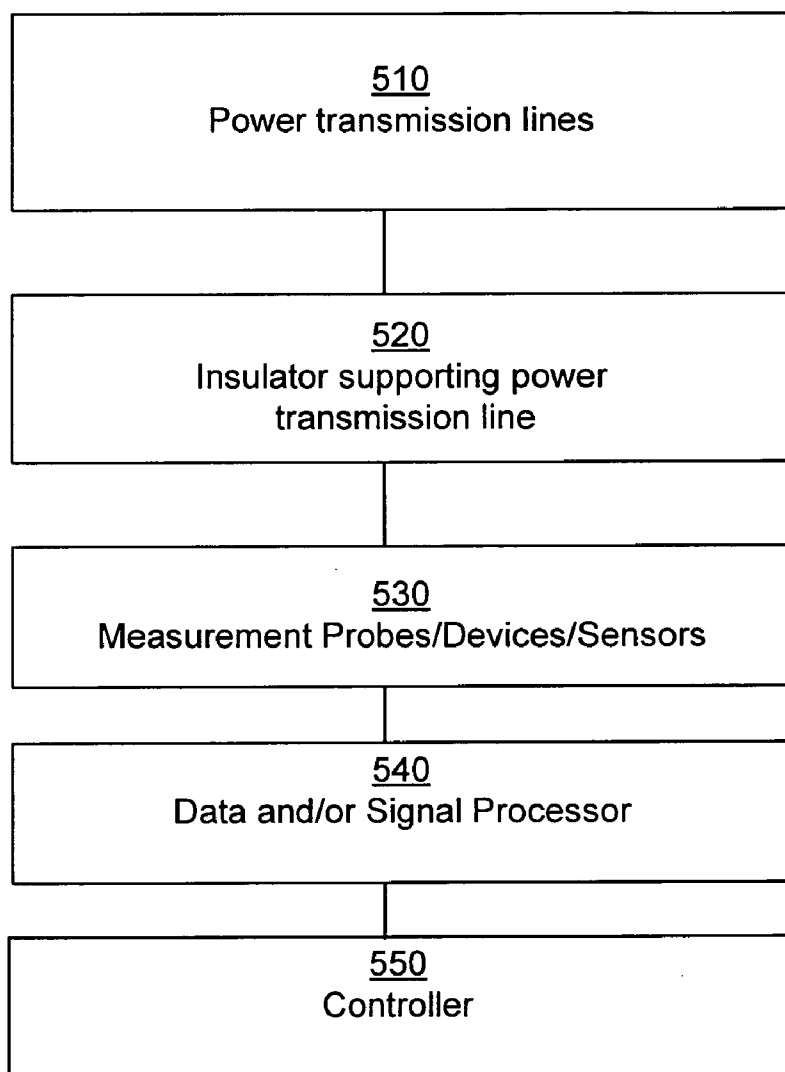 510
Power transmission lines
520
Insulator supporting power
transmission line
530
Measurement Probes/Devices/Sensors
540
Data and/or Signal Processor
550
Controller